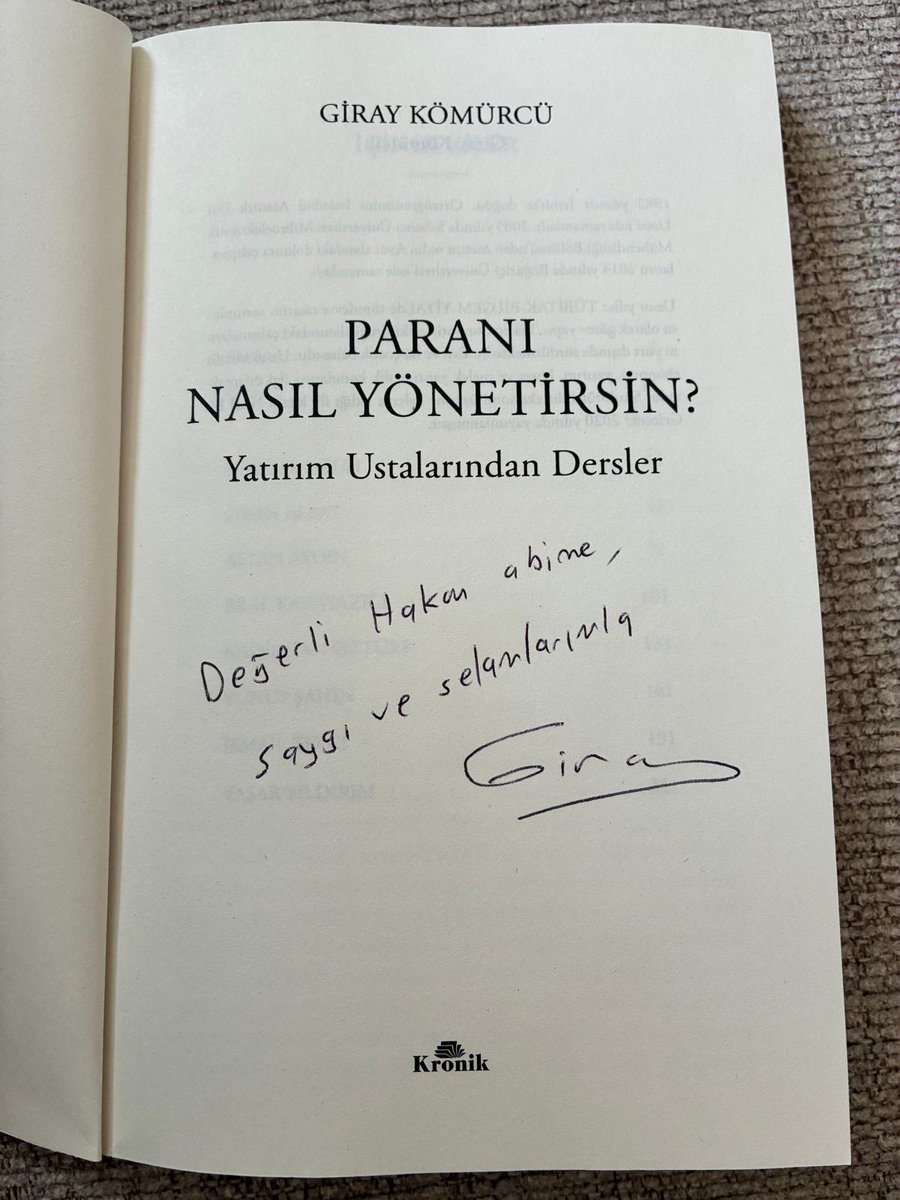 GİRAY KÖMÜRCÜ
PARANI
NASIL YÖNETİRSİN?
Yatırım Ustalarından Dersler
Değerli Hakan abime,
saygı ve selamlarımla
Giray
Kronik